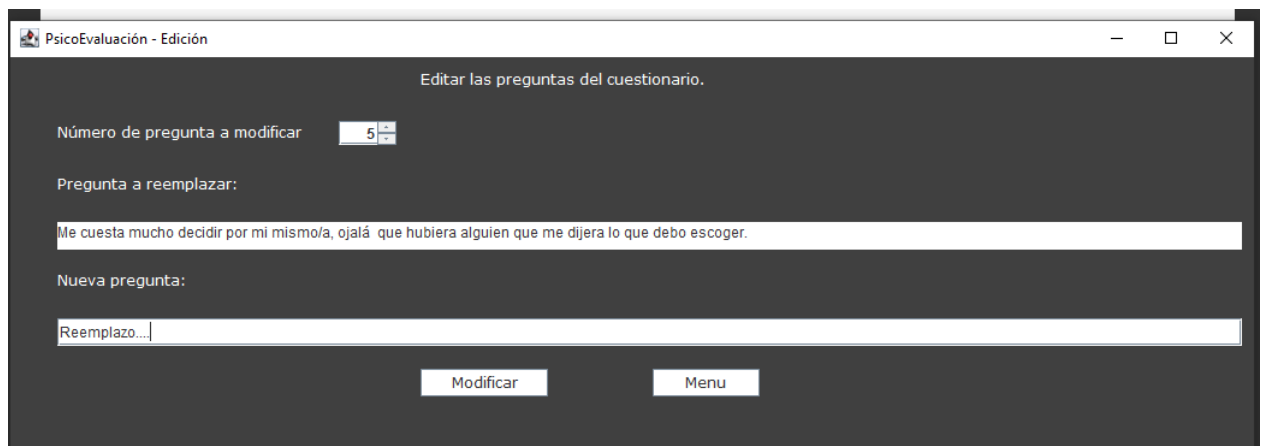 PsicoEvaluación - Edición
Editar las preguntas del cuestionario.
Número de pregunta a modificar 5
Pregunta a reemplazar:
Me cuesta mucho decidir por mi mismo/a, ojalá  que hubiera alguien que me dijera lo que debo escoger.
Nueva pregunta:
Reemplazo....
Modificar Menu